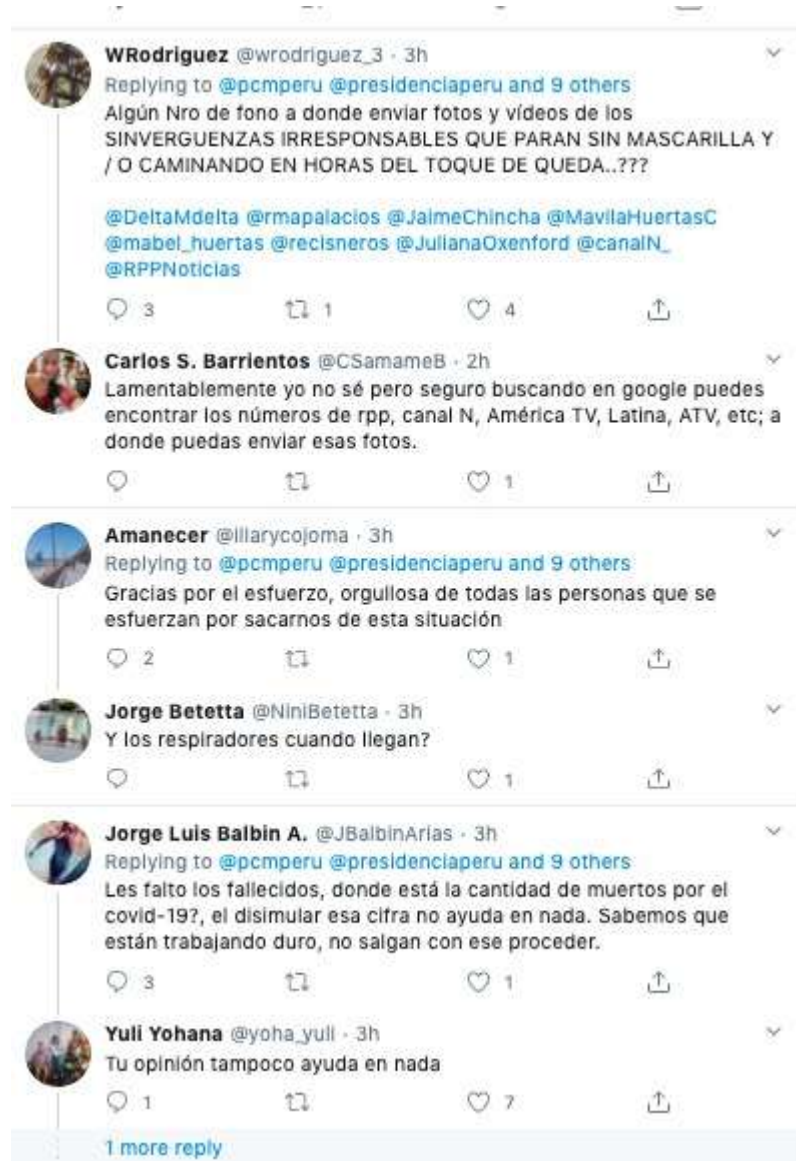 WRodriguez @wrodriguez_3 · 3h
Replying to @pcmperu @presidenciaperu and 9 others
Algún Nro de fono a donde enviar fotos y vídeos de los
SINVERGUENZAS IRRESPONSABLES QUE PARAN SIN MASCARILLA Y
/ O CAMINANDO EN HORAS DEL TOQUE DE QUEDA..???
@DeltaMdelta @rmapalacios @JaimeChincha @MavilaHuertasC
@mabel_huertas @recisneros @JulianaOxenford @canalN_
@RPPNoticias
3 1 4
Carlos S. Barrientos @CSamameB · 2h
Lamentablemente yo no sé pero seguro buscando en google puedes
encontrar los números de rpp, canal N, América TV, Latina, ATV, etc; a
donde puedas enviar esas fotos.
1
Amanecer @illarycojoma · 3h
Replying to @pcmperu @presidenciaperu and 9 others
Gracias por el esfuerzo, orgullosa de todas las personas que se
esfuerzan por sacarnos de esta situación
2 1
Jorge Betetta @NiniBetetta · 3h
Y los respiradores cuando llegan?
1
Jorge Luis Balbin A. @JBalbinArias · 3h
Replying to @pcmperu @presidenciaperu and 9 others
Les falto los fallecidos, donde está la cantidad de muertos por el
covid-19?, el disimular esa cifra no ayuda en nada. Sabemos que
están trabajando duro, no salgan con ese proceder.
3 1
Yuli Yohana @yoha_yuli · 3h
Tu opinión tampoco ayuda en nada
1 7
1 more reply